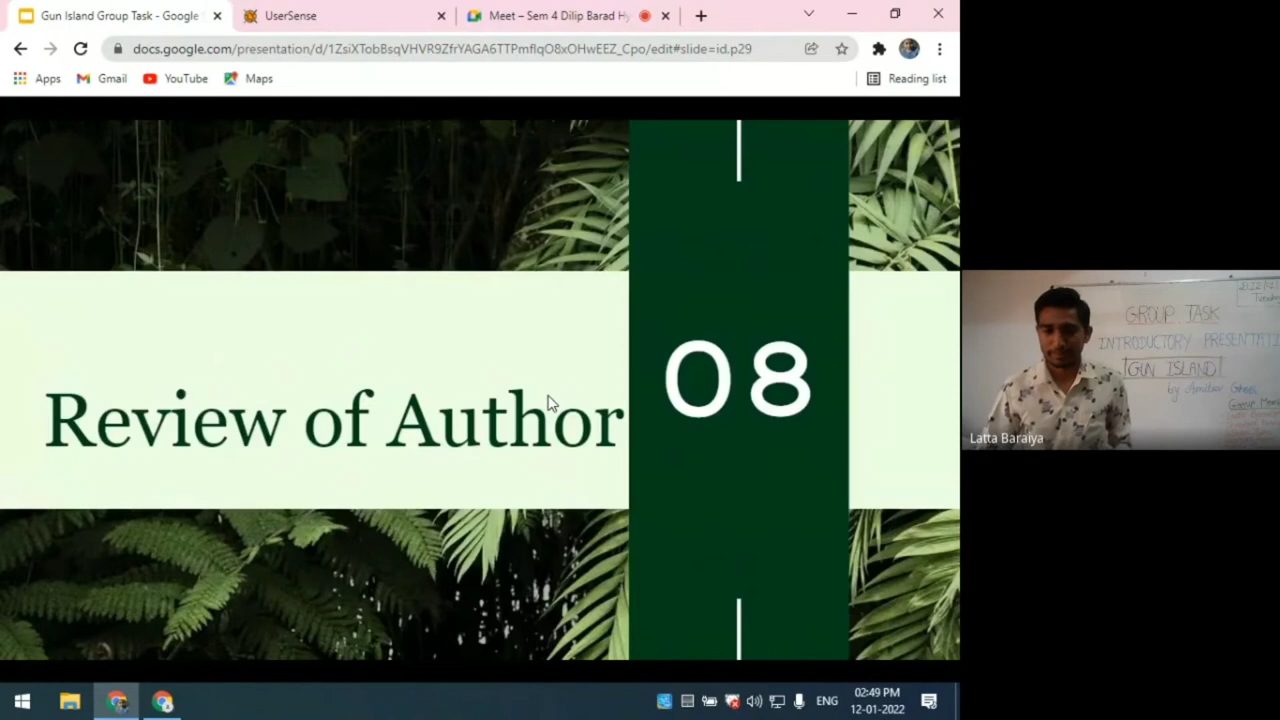 Gun Island Group Task - Google
UserSense
Meet – Sem 4 Dilip Barad Hy
docs.google.com/presentation/d/1ZsiXTobBsqVHVR9ZfrYAGA6TTPmflqO8xOHwEEZ_Cpo/edit#slide=id.p29
Apps
Gmail
YouTube
Maps
Reading list
08
Review of Author
GROUP TASK
INTRODUCTORY
GUN ISLAND
by Amitav
Latta Baraiya
ENG
02:49 PM
12-01-2022